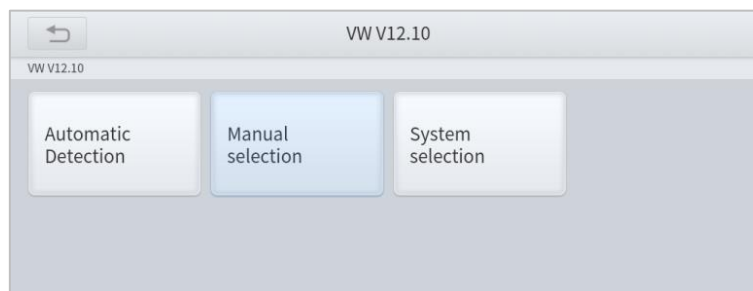 VW V12.10
VW V12.10
Automatic
Detection
Manual
selection
System
selection